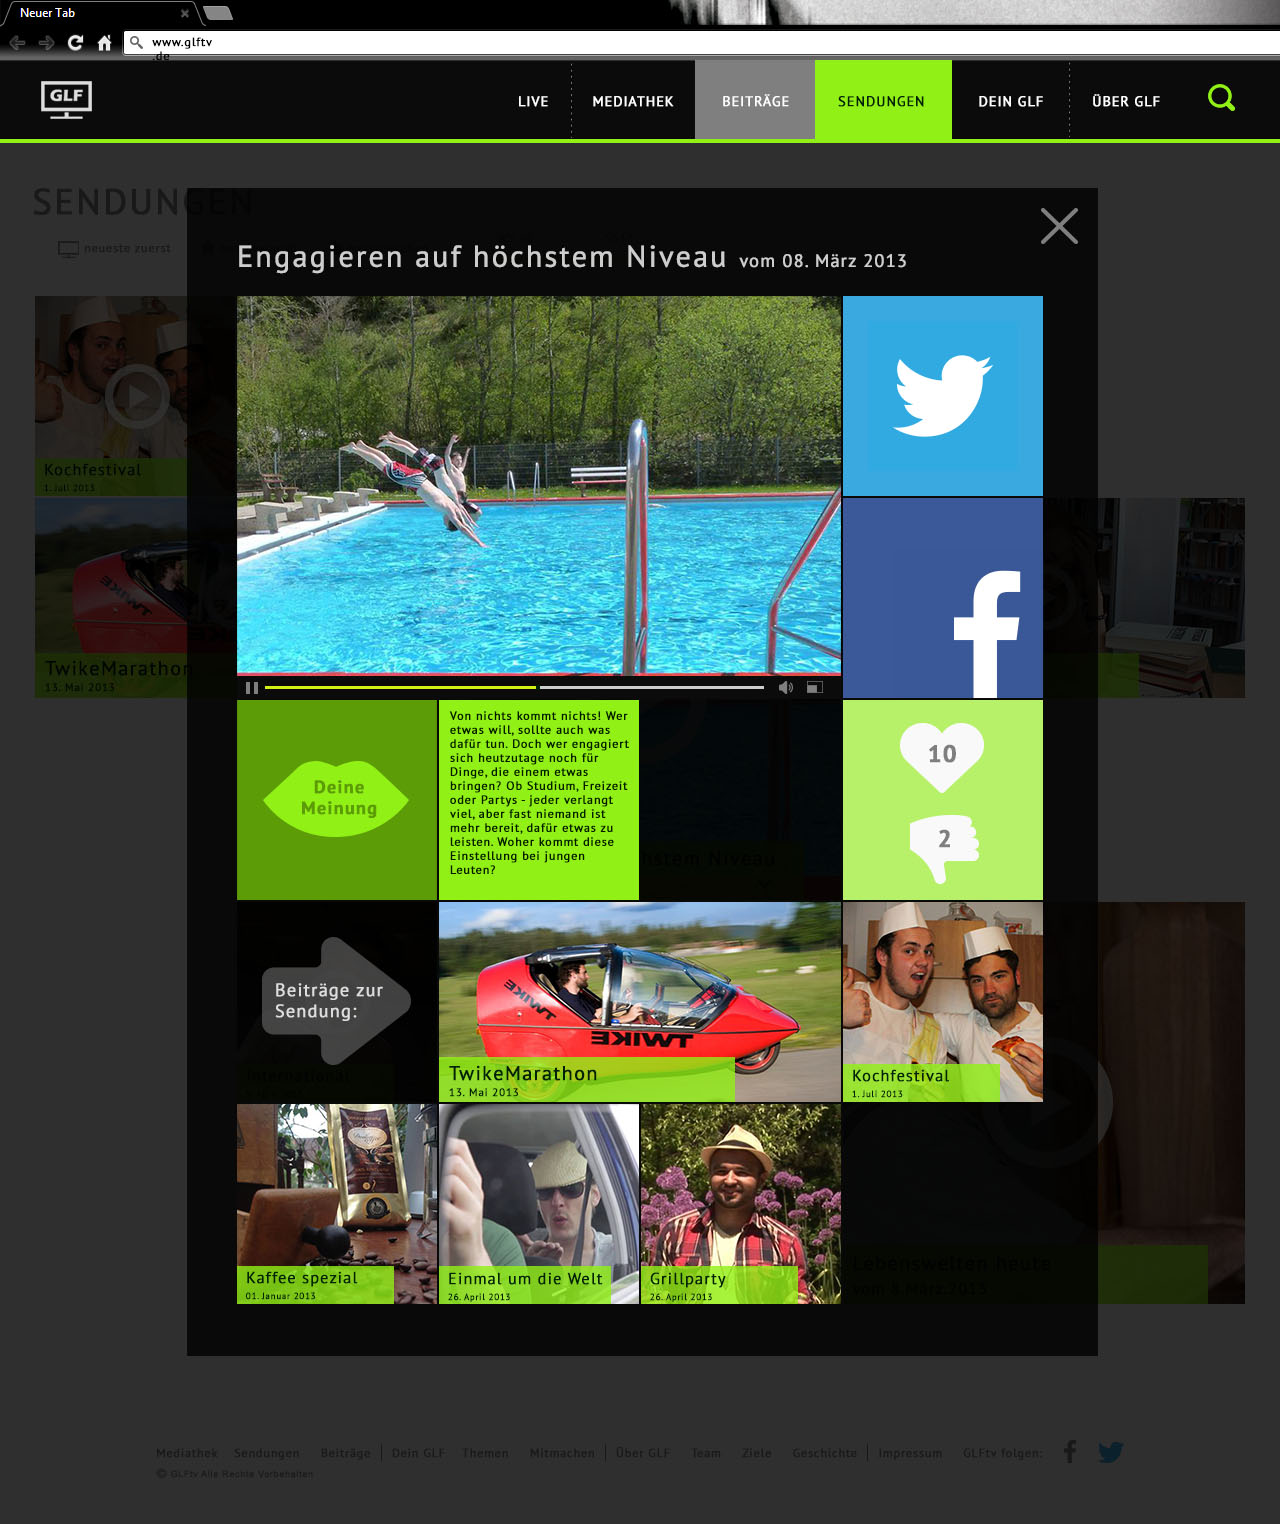 Neuer Tab
www.glftv
.de
GLF
LIVE
MEDIATHEK
BEITRÄGE
SENDUNGEN
DEIN GLF
ÜBER GLF
SENDUNGEN
neueste zuerst
Engagieren auf höchstem Niveau vom 08. März 2013
Kochfestival
1. Juli 2013
TWIKE
TwikeMarathon
13. Mai 2013
Deine
Meinung
Von nichts kommt nichts! Wer
etwas will, sollte auch was
dafür tun. Doch wer engagiert
sich heutzutage noch für
Dinge, die einem etwas
bringen? Ob Studium, Freizeit
oder Partys - jeder verlangt
viel, aber fast niemand ist
mehr bereit, dafür etwas zu
leisten. Woher kommt diese
Einstellung bei jungen
Leuten?
10
2
hstem Niveau
Beiträge zur
Sendung:
International
TWIKE
TWIKE
TwikeMarathon
13. Mai 2013
Kochfestival
1. Juli 2013
Kaffee spezial
01. Januar 2013
Einmal um die Welt
26. April 2013
Grillparty
26. April 2013
Lebenswelten heute
vom 8.März.2013
Mediathek Sendungen Beiträge Dein GLF Themen Mitmachen Über GLF Team Ziele Geschichte Impressum GLFtv folgen:
© GLFtv Alle Rechte Vorbehalten